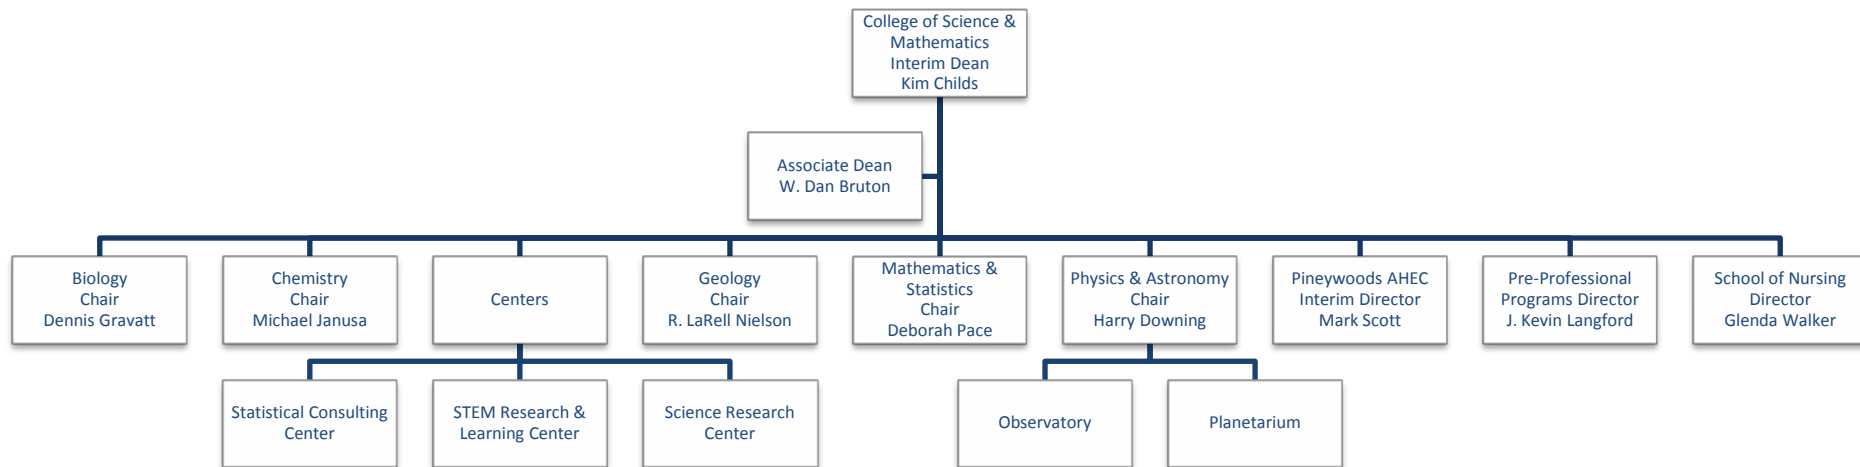 College of Science &
Mathematics
Interim Dean
Kim Childs
Associate Dean
W. Dan Bruton
Biology
Chair
Dennis Gravatt
Chemistry
Chair
Michael Janusa
Centers
Geology
Chair
R. LaRell Nielson
Mathematics &
Statistics
Chair
Deborah Pace
Physics & Astronomy
Chair
Harry Downing
Pineywoods AHEC
Interim Director
Mark Scott
Pre-Professional
Programs Director
J. Kevin Langford
School of Nursing
Director
Glenda Walker
Statistical Consulting
Center
STEM Research &
Learning Center
Science Research
Center
Observatory
Planetarium